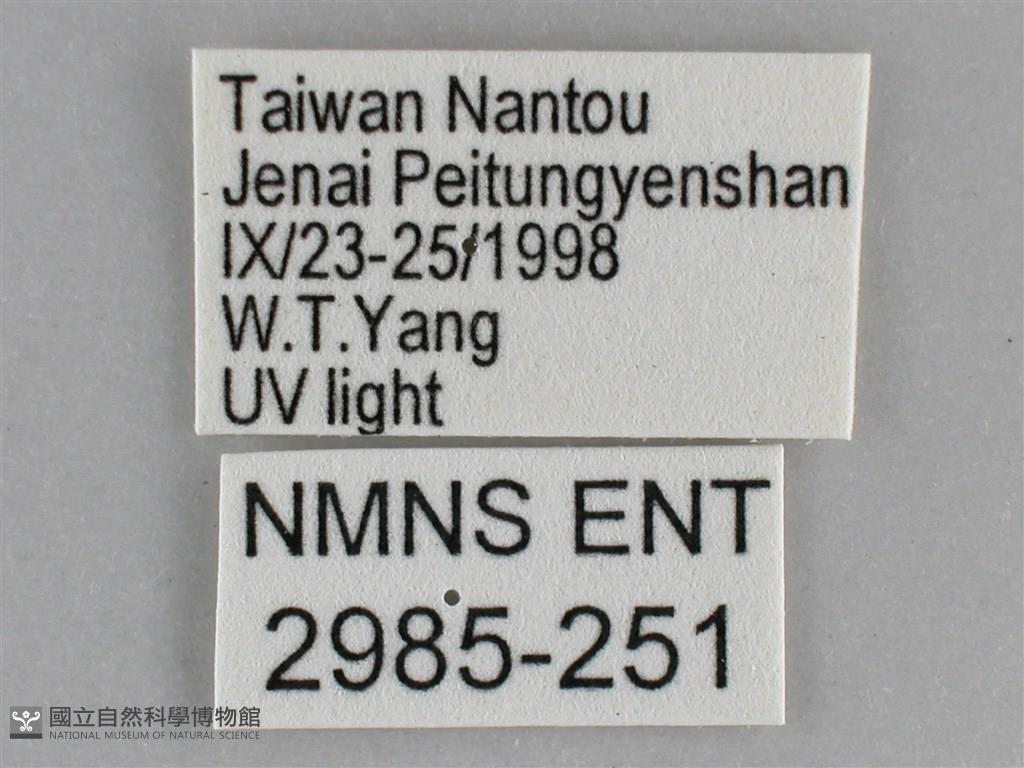 Taiwan Nantou
Jenai Peitungyenshan
IX/23-25/1998
W.T.Yang
UV light
NMNS ENT
2985-251
國立自然科學博物館
NATIONAL MUSEUM OF NATURAL SCIENCE